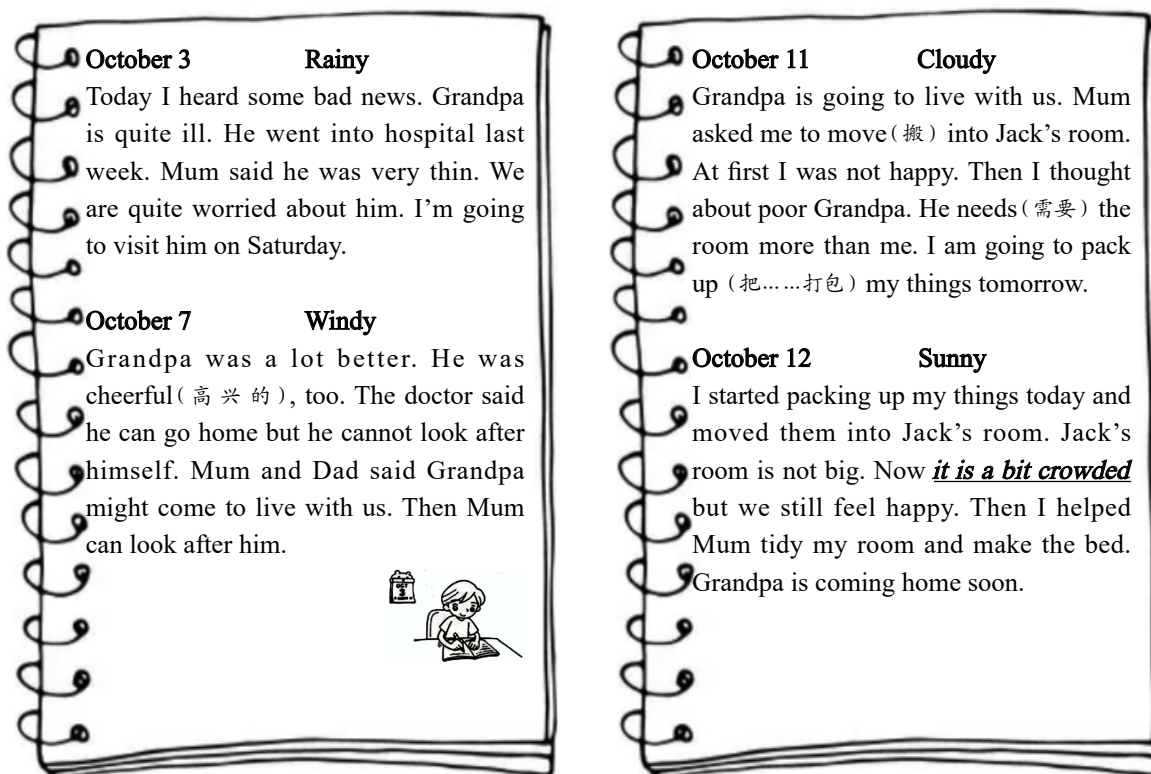 October 3 Rainy
Today I heard some bad news. Grandpa
is quite ill. He went into hospital last
week. Mum said he was very thin. We
are quite worried about him. I’m going
to visit him on Saturday.
October 7 Windy
Grandpa was a lot better. He was
cheerful(高兴的), too. The doctor said
he can go home but he cannot look after
himself. Mum and Dad said Grandpa
might come to live with us. Then Mum
can look after him.
OCT
3
October 11 Cloudy
Grandpa is going to live with us. Mum
asked me to move(搬) into Jack’s room.
At first I was not happy. Then I thought
about poor Grandpa. He needs(需要) the
room more than me. I am going to pack
up (把……打包) my things tomorrow.
October 12 Sunny
I started packing up my things today and
moved them into Jack’s room. Jack’s
room is not big. Now it is a bit crowded
but we still feel happy. Then I helped
Mum tidy my room and make the bed.
Grandpa is coming home soon.